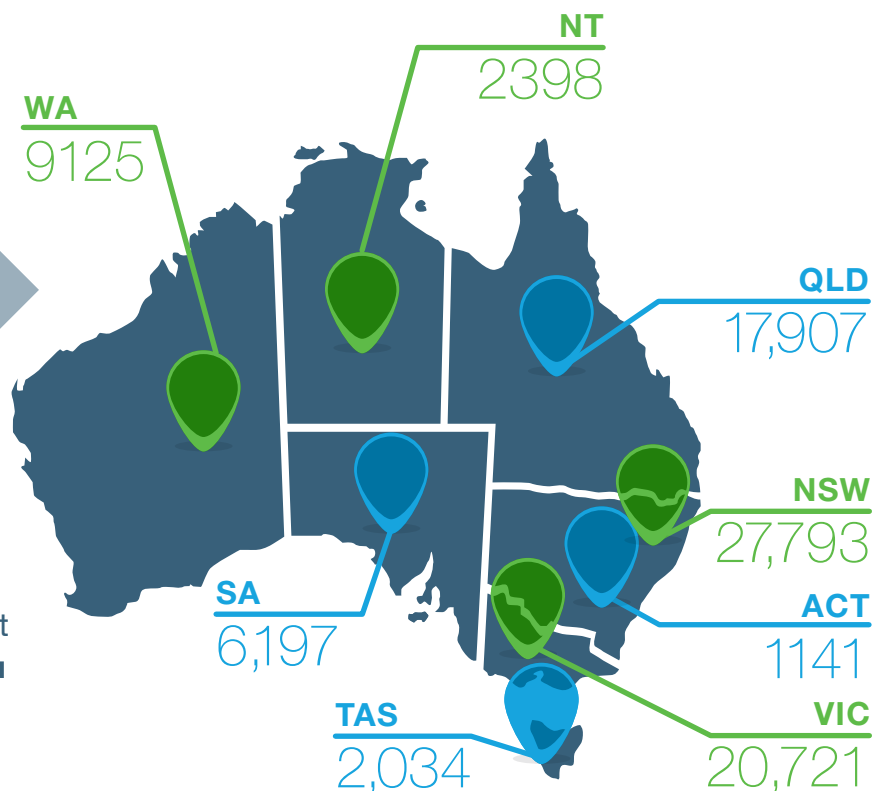 NT
2398
WA
9125
QLD
17,907
NSW
27,793
SA
6,197
ACT
1141
TAS
2,034
VIC
20,721